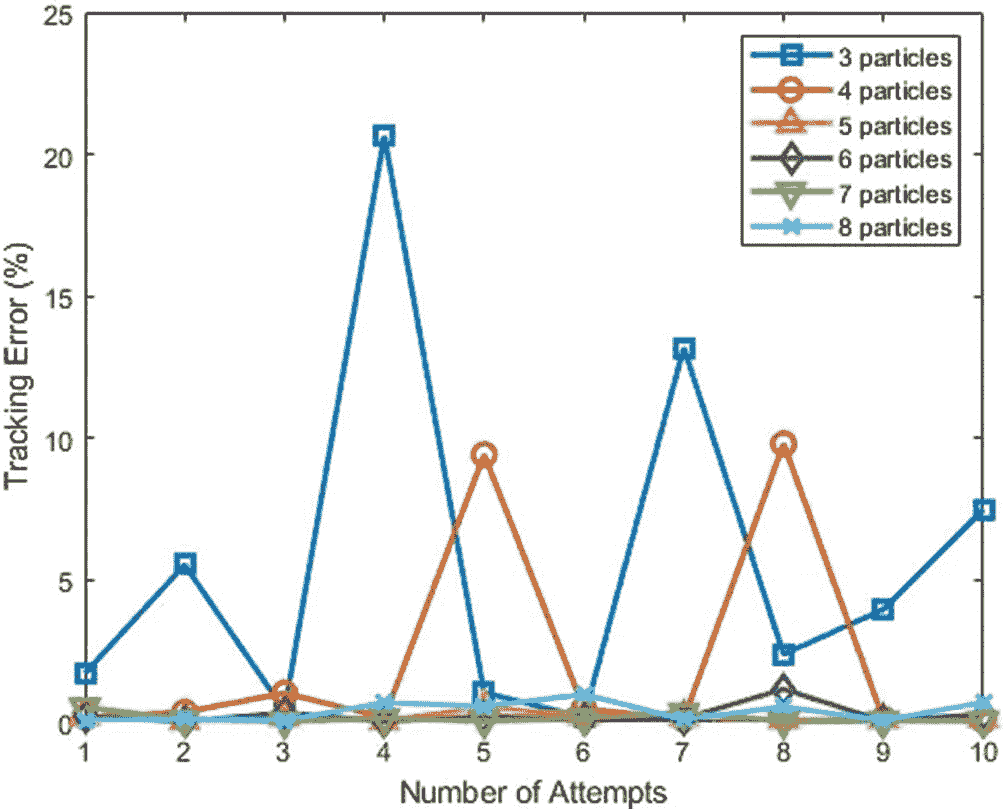 25
20
15
10
5
0
Tracking Error (%)
3 particles
4 particles
5 particles
6 particles
7 particles
8 particles
1 2 3 4 5 6 7 8 9 10
Number of Attempts